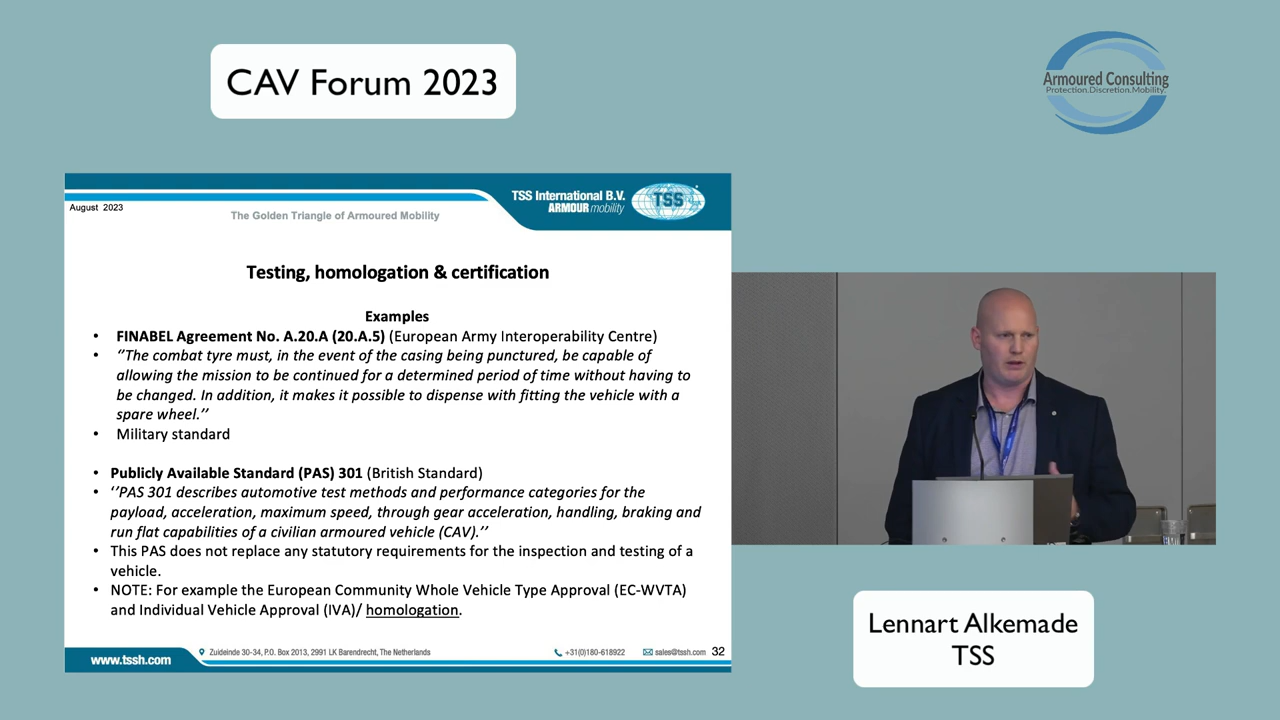 CAV Forum 2023
Armoured Consulting
Protection.Discretion.Mobility.
August 2023
The Golden Triangle of Armoured Mobility
TSS International B.V.
ARMOUR mobility
TSS
Testing, homologation & certification
Examples
• FINABEL Agreement No. A.20.A (20.A.5) (European Army Interoperability Centre)
• ‘’The combat tyre must, in the event of the casing being punctured, be capable of
allowing the mission to be continued for a determined period of time without having to
be changed. In addition, it makes it possible to dispense with fitting the vehicle with a
spare wheel.’’
• Military standard
• Publicly Available Standard (PAS) 301 (British Standard)
• ‘’PAS 301 describes automotive test methods and performance categories for the
payload, acceleration, maximum speed, through gear acceleration, handling, braking and
run flat capabilities of a civilian armoured vehicle (CAV).’’
• This PAS does not replace any statutory requirements for the inspection and testing of a
vehicle.
• NOTE: For example the European Community Whole Vehicle Type Approval (EC-WVTA)
and Individual Vehicle Approval (IVA)/ homologation.
www.tssh.com
Zuideinde 30-34, P.O. Box 2013, 2991 LK Barendrecht, The Netherlands
+31(0)180-618922
sales@tssh.com
32
Lennart Alkemade
TSS